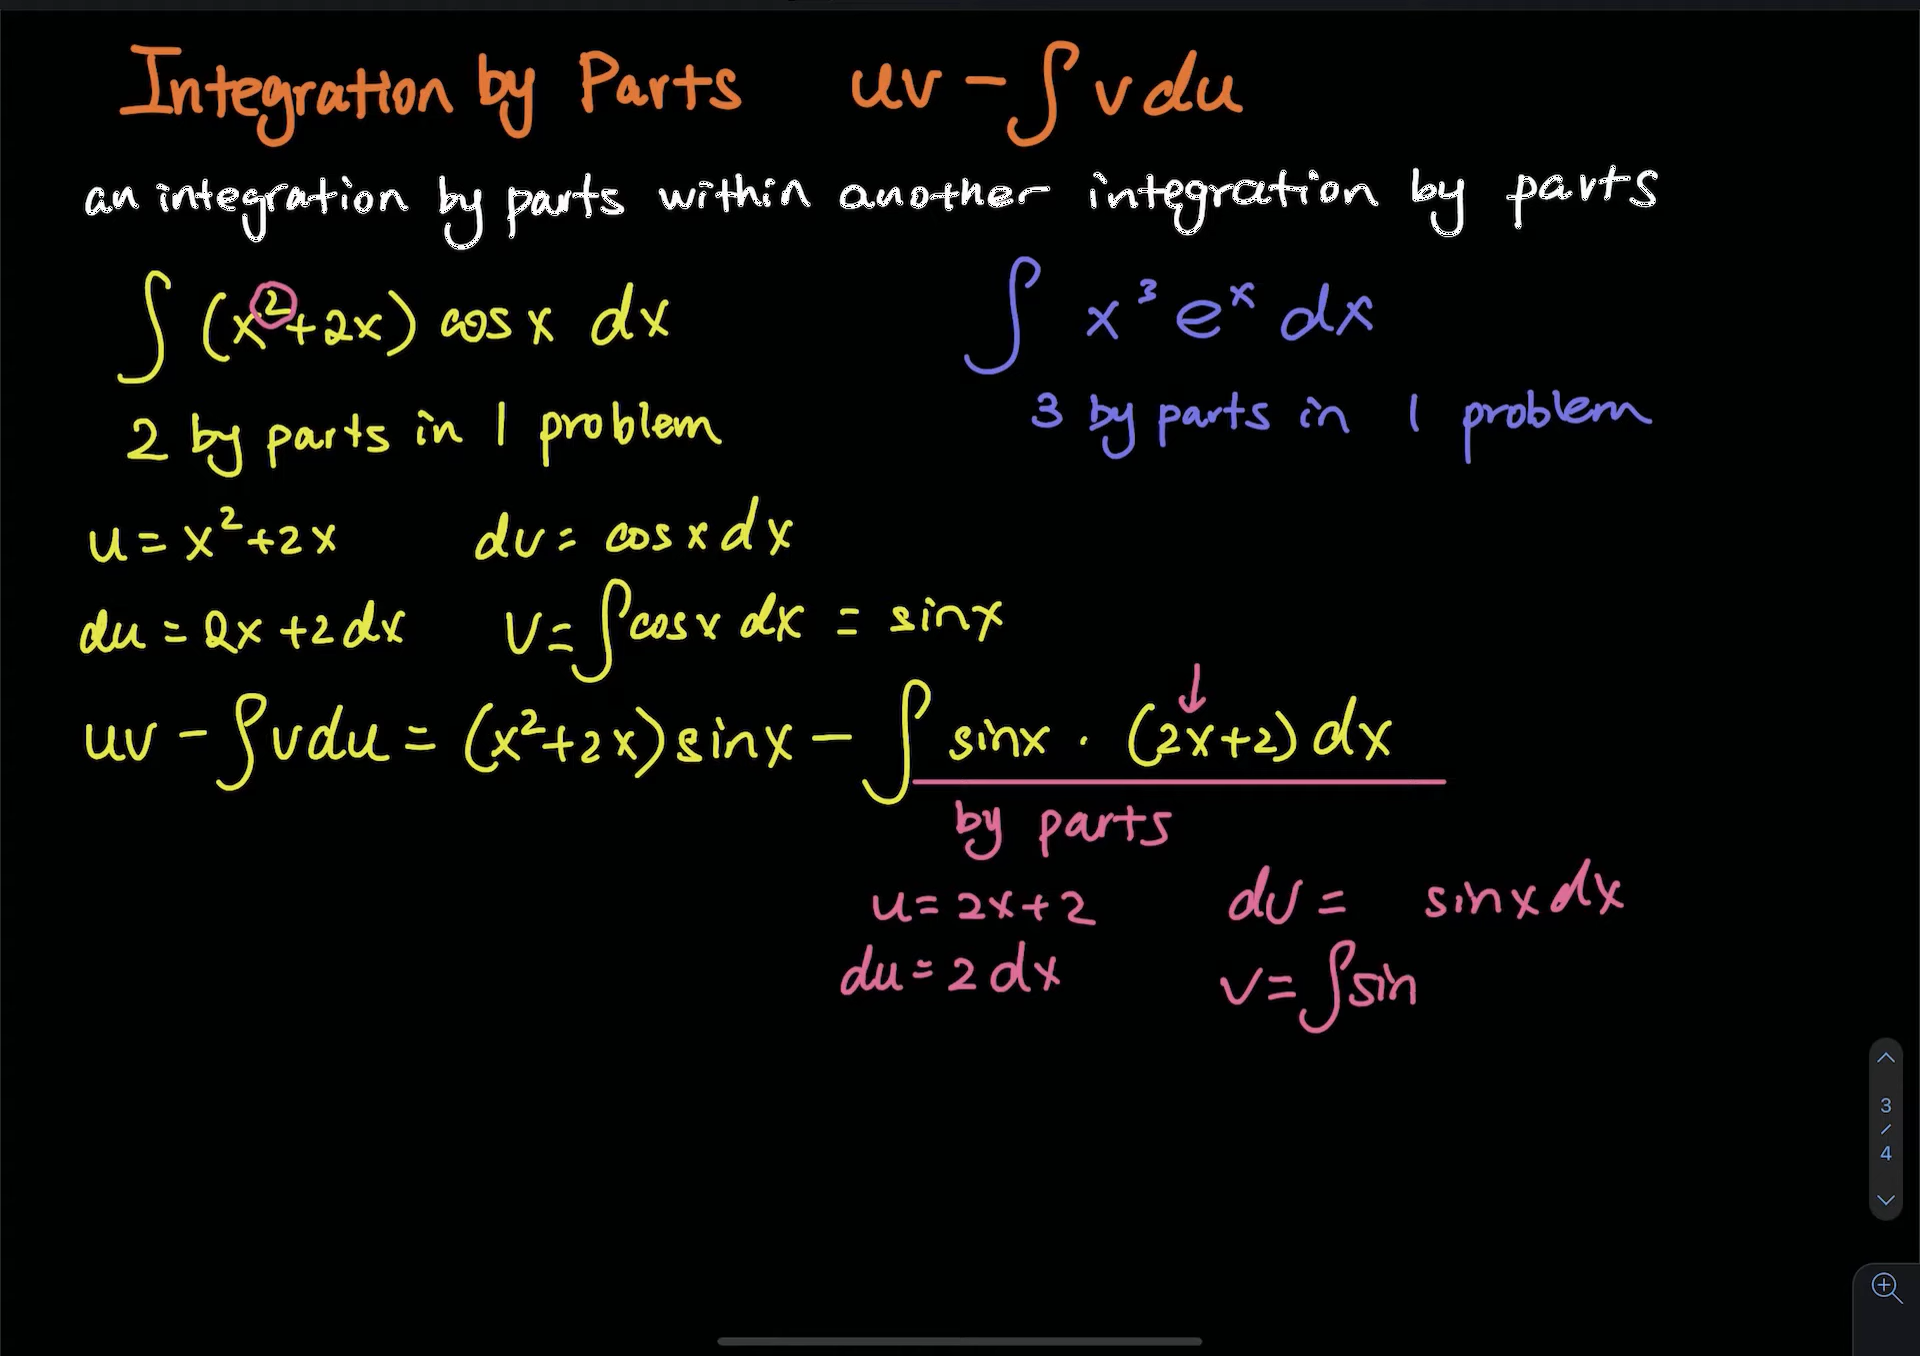 Integration by Parts uv - ∫ v du
an integration by parts within another integration by parts
∫ (x² + 2x) cos x dx
∫ x³ eˣ dx
2 by parts in 1 problem
3 by parts in 1 problem
u = x² + 2x dv = cos x dx
du = 2x + 2 dx v = ∫ cos x dx = sin x
uv - ∫ v du = (x² + 2x) sin x - ∫ sin x · (2x + 2) dx
by parts
u = 2x + 2 dv = sin x dx
du = 2 dx v = ∫ sin
3
/
4